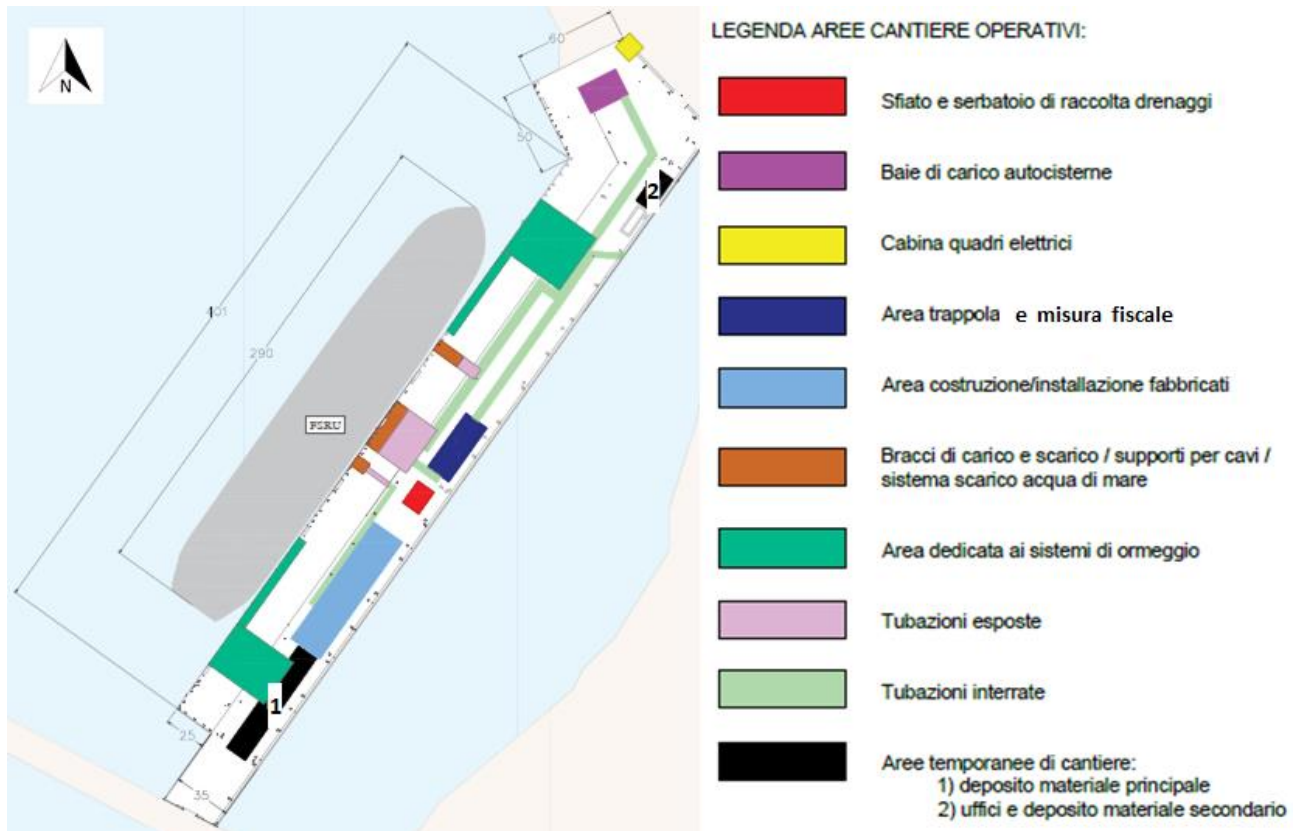 N
60
50
401
290
FSRU
2
1
25
35
LEGENDA AREE CANTIERE OPERATIVI:
Sfiato e serbatoio di raccolta drenaggi
Baie di carico autocisterne
Cabina quadri elettrici
Area trappola e misura fiscale
Area costruzione/installazione fabbricati
Bracci di carico e scarico / supporti per cavi /
sistema scarico acqua di mare
Area dedicata ai sistemi di ormeggio
Tubazioni esposte
Tubazioni interrate
Aree temporanee di cantiere:
1) deposito materiale principale
2) uffici e deposito materiale secondario